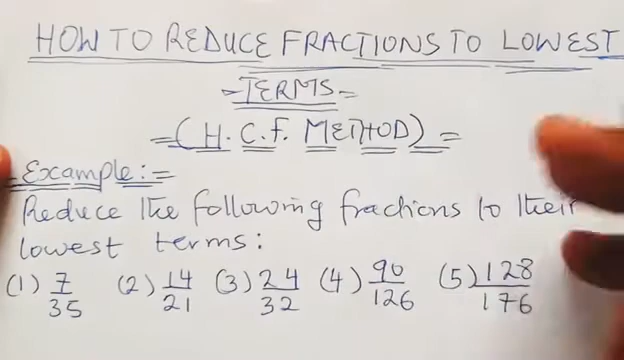 HOW TO REDUCE FRACTIONS TO LOWEST
-TERMS-
=(H.C.F. METHOD)=
Example:=
Reduce the following fractions to their
lowest terms:
(1) 7/35 (2) 14/21 (3) 24/32 (4) 90/126 (5) 128/176